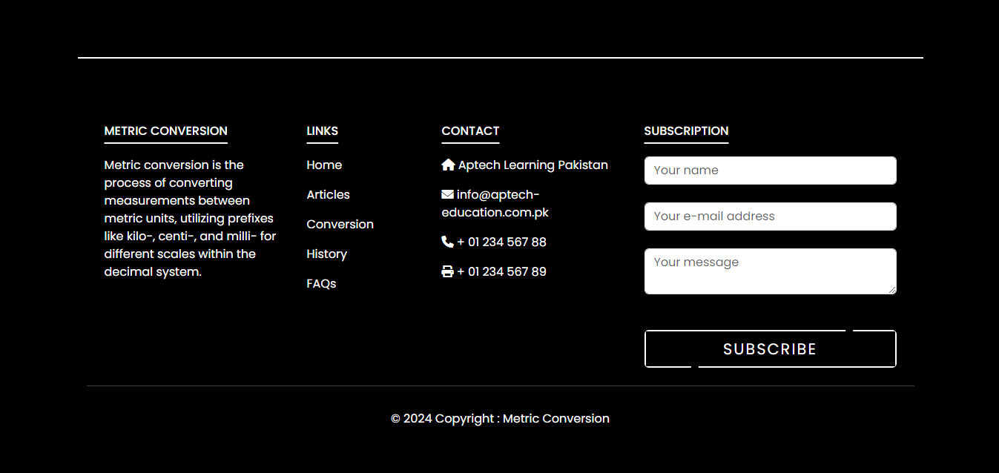 METRIC CONVERSION
Metric conversion is the
process of converting
measurements between
metric units, utilizing prefixes
like kilo-, centi-, and milli- for
different scales within the
decimal system.
LINKS
Home
Articles
Conversion
History
FAQs
CONTACT
Aptech Learning Pakistan
info@aptech-
education.com.pk
+ 01 234 567 88
+ 01 234 567 89
SUBSCRIPTION
Your name
Your e-mail address
Your message
SUBSCRIBE
© 2024 Copyright : Metric Conversion